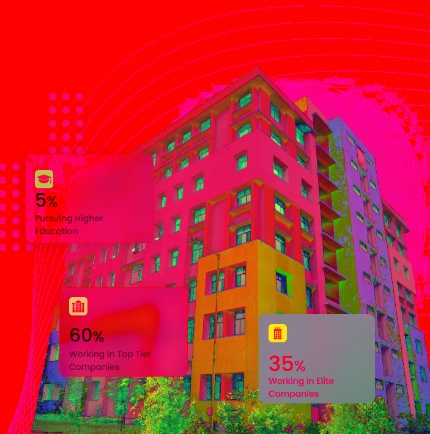 5%
Pursuing Higher
Education
60%
Working in Top Tier
Companies
35%
Working in Elite
Companies